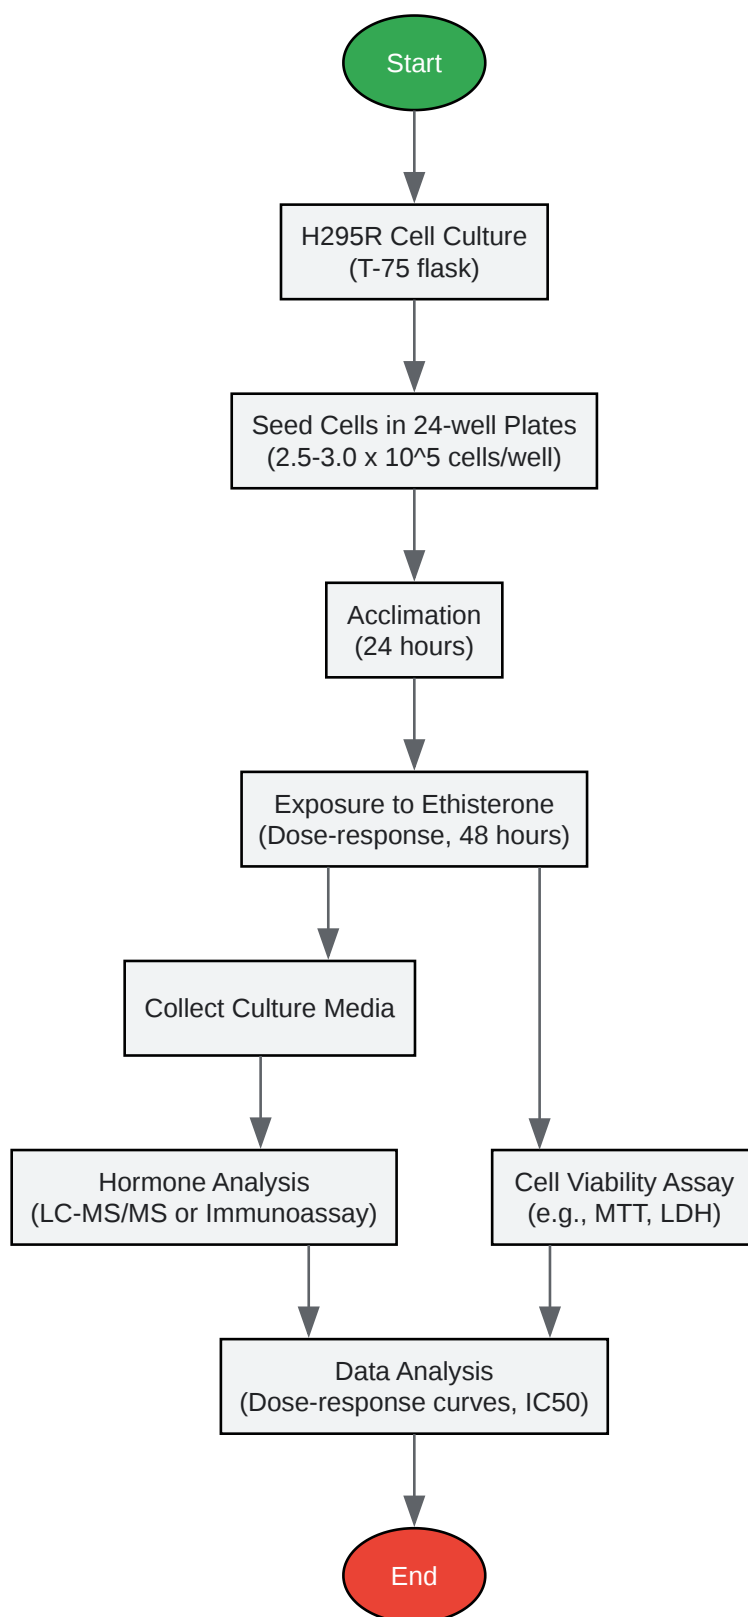 Start
H295R Cell Culture
(T-75 flask)
Seed Cells in 24-well Plates
(2.5-3.0 x 10^5 cells/well)
Acclimation
(24 hours)
Exposure to Ethisterone
(Dose-response, 48 hours)
Collect Culture Media
Hormone Analysis
(LC-MS/MS or Immunoassay)
Cell Viability Assay
(e.g., MTT, LDH)
Data Analysis
(Dose-response curves, IC50)
End